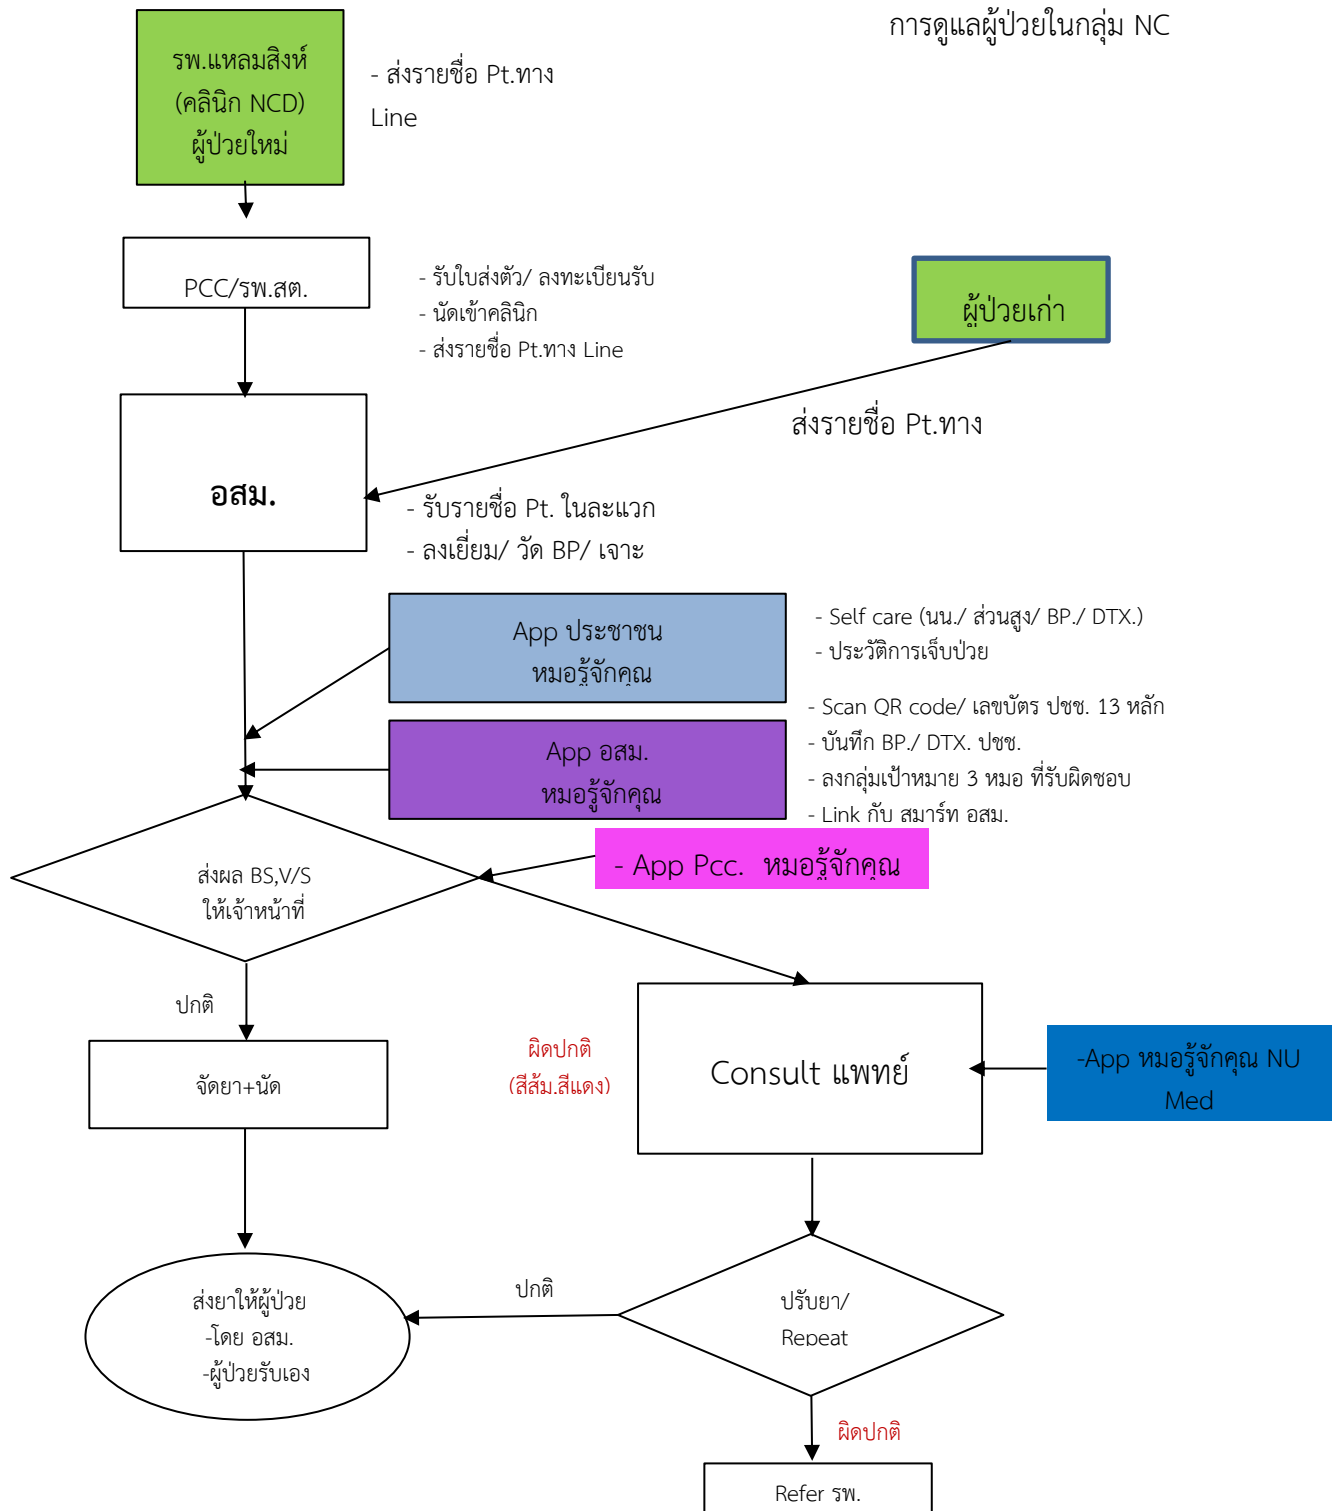 การดูแลผู้ป่วยในกลุ่ม NC
รพ.แหลมสิงห์
(คลินิก NCD)
ผู้ป่วยใหม่
- ส่งรายชื่อ Pt.ทาง
Line
PCC/รพ.สต.
- รับใบส่งตัว/ ลงทะเบียนรับ
- นัดเข้าคลินิก
- ส่งรายชื่อ Pt.ทาง Line
ผู้ป่วยเก่า
ส่งรายชื่อ Pt.ทาง
อสม.
- รับรายชื่อ Pt. ในละแวก
- ลงเยี่ยม/ วัด BP/ เจาะ
App ประชาชน
หมอรู้จักคุณ
- Self care (นน./ ส่วนสูง/ BP./ DTX.)
- ประวัติการเจ็บป่วย
App อสม.
หมอรู้จักคุณ
- Scan QR code/ เลขบัตร ปชช. 13 หลัก
- บันทึก BP./ DTX. ปชช.
- ลงกลุ่มเป้าหมาย 3 หมอ ที่รับผิดชอบ
- Link กับ สมาร์ท อสม.
- App Pcc. หมอรู้จักคุณ
ส่งผล BS,V/S
ให้เจ้าหน้าที่
ปกติ
จัดยา+นัด
ผิดปกติ
(สีส้ม.สีแดง)
Consult แพทย์
-App หมอรู้จักคุณ NU
Med
ส่งยาให้ผู้ป่วย
-โดย อสม.
-ผู้ป่วยรับเอง
ปกติ
ปรับยา/
Repeat
ผิดปกติ
Refer รพ.